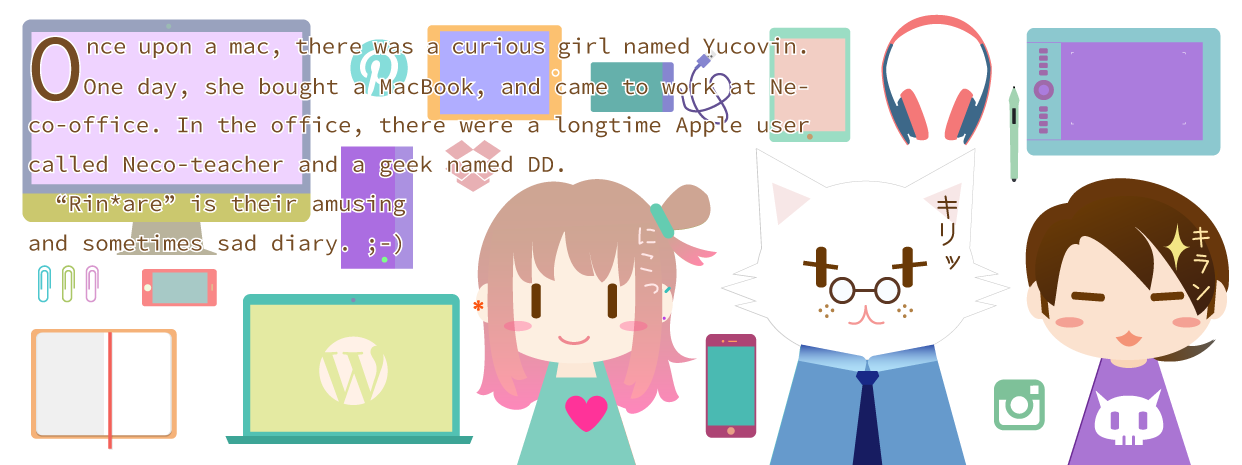 Once upon a mac, there was a curious girl named Yucovin.
One day, she bought a MacBook, and came to work at Ne-
co-office. In the office, there were a longtime Apple user
called Neco-teacher and a geek named DD.
“Rin*are” is their amusing
and sometimes sad diary. ;-)
にこっ
キリッ
キラン